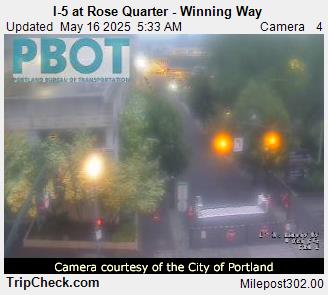 I-5 at Rose Quarter - Winning Way
Updated May 16 2025 5:33 AM Camera 4
PBOT
PORTLAND BUREAU OF TRANSPORTATION
Camera courtesy of the City of Portland
TripCheck.com Milepost302.00